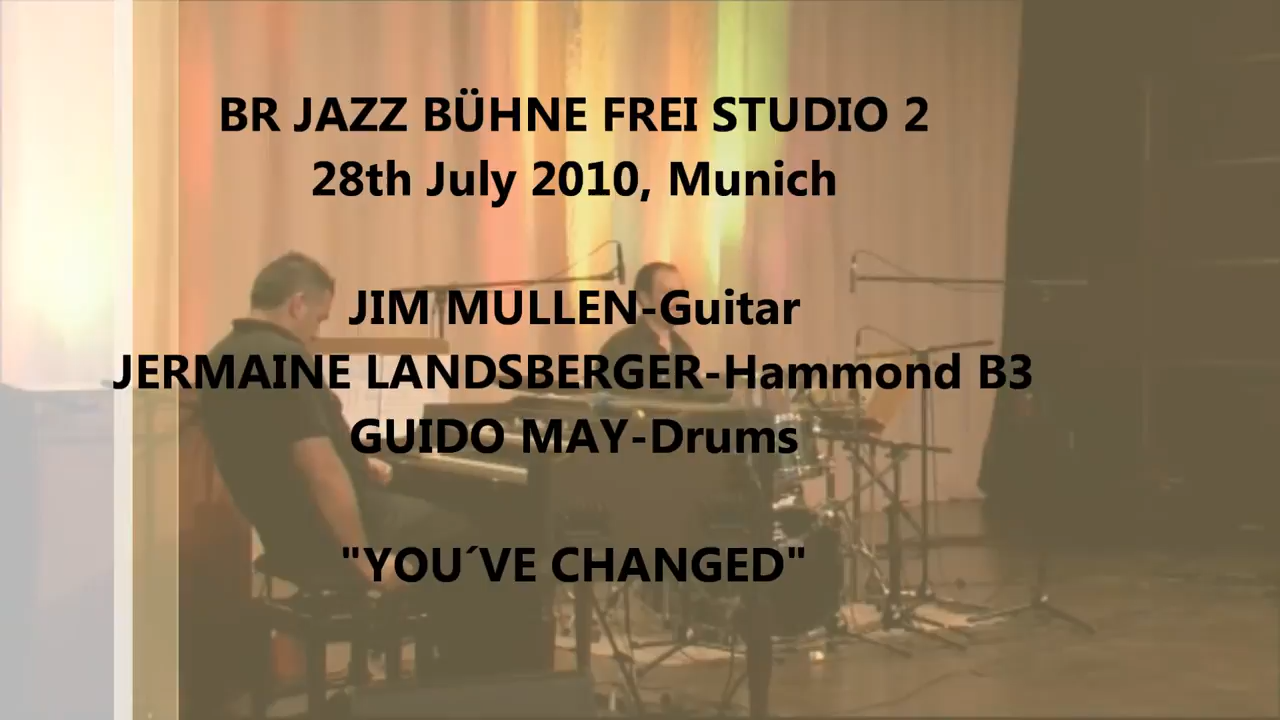 BR JAZZ BÜHNE FREI STUDIO 2
28th July 2010, Munich
JIM MULLEN-Guitar
JERMAINE LANDSBERGER-Hammond B3
GUIDO MAY-Drums
"YOU´VE CHANGED"